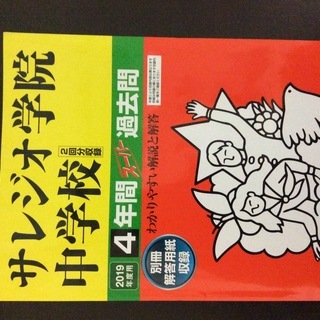 サレジオ学院
中学校
2回分収録
2019
年度用
4年間スーパー過去問
わかりやすい解説と解答
別冊
解答用紙
収録